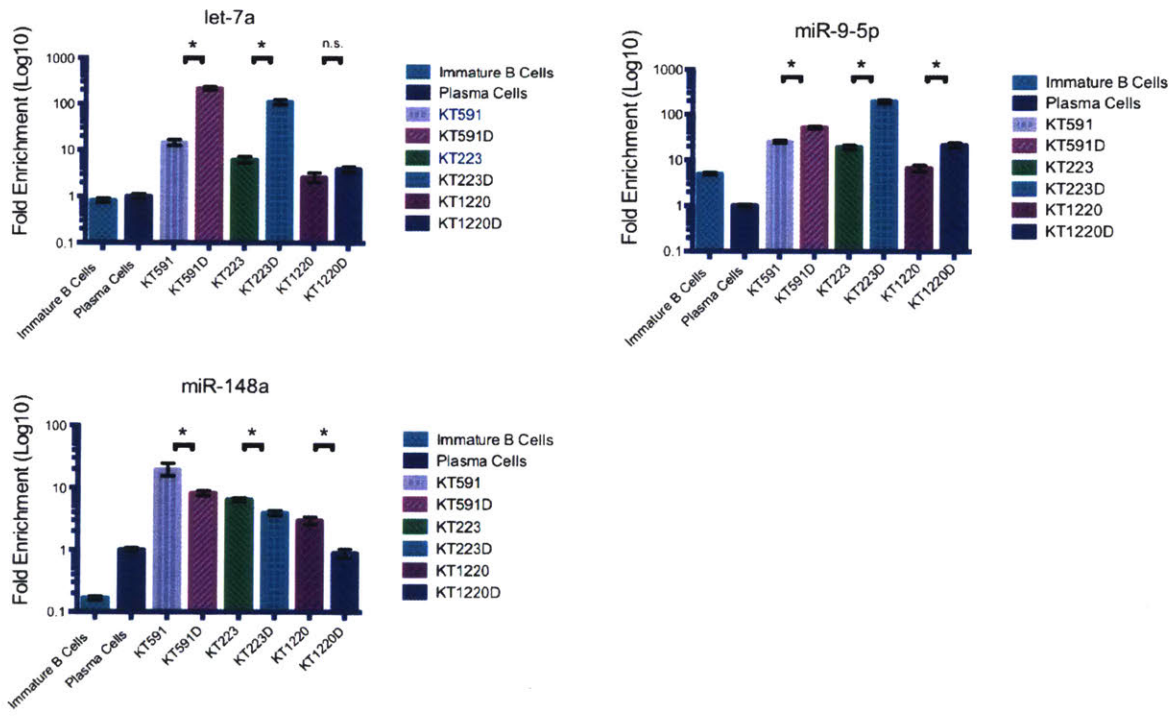 let-7a
* * n.s.
Fold Enrichment (Log10)
1000
100
10
1
0.1
Immature B Cells
Plasma Cells
KT591
KT591D
KT223
KT223D
KT1220
KT1220D
Immature B Cells
Plasma Cells
KT591
KT591D
KT223
KT223D
KT1220
KT1220D
miR-9-5p
* * *
Fold Enrichment (Log10)
1000
100
10
1
0.1
Immature B Cells
Plasma Cells
KT591
KT591D
KT223
KT223D
KT1220
KT1220D
Immature B Cells
Plasma Cells
KT591
KT591D
KT223
KT223D
KT1220
KT1220D
miR-148a
* * *
Fold Enrichment (Log10)
100
10
1
0.1
Immature B Cells
Plasma Cells
KT591
KT591D
KT223
KT223D
KT1220
KT1220D
Immature B Cells
Plasma Cells
KT591
KT591D
KT223
KT223D
KT1220
KT1220D